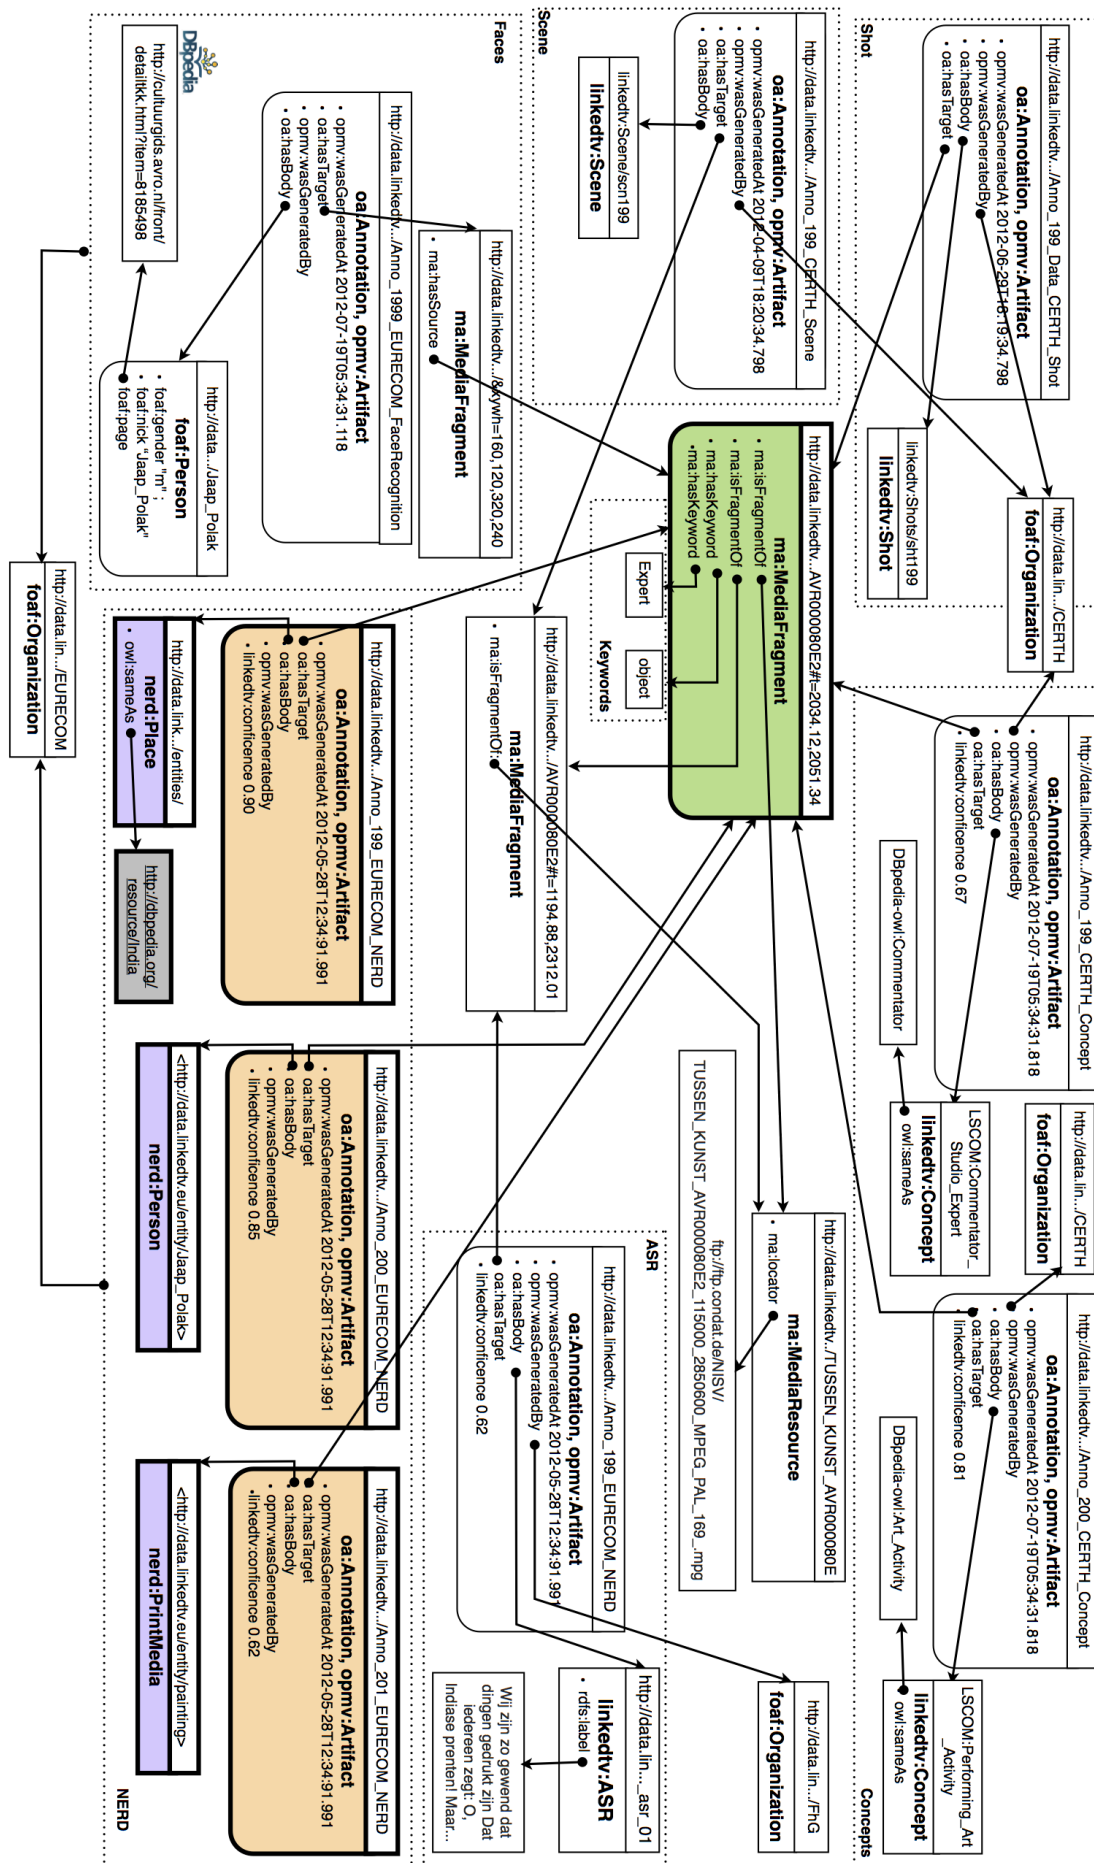 Shot
http://data.linkedtv.../Anno_199_Data_CERTH_Shot
oa:Annotation, opmv:Artifact
• opmv:wasGeneratedAt 2012-06-29T18:19:34.798
• opmv:wasGeneratedBy
• oa:hasBody
• oa:hasTarget
http://data.lin.../CERTH
foaf:Organization
linkedtv:Shots/sht199
linkedtv:Shot
Concepts
http://data.linkedtv.../Anno_199_CERTH_Concept
oa:Annotation, opmv:Artifact
• opmv:wasGeneratedAt 2012-07-19T05:34:31.818
• opmv:wasGeneratedBy
• oa:hasBody
• oa:hasTarget
• linkedtv:conficence 0.67
http://data.lin.../CERTH
foaf:Organization
LSCOM:Commentator_
Studio_Expert
linkedtv:Concept
• owl:sameAs
DBpedia-owl:Commentator
http://data.linkedtv.../Anno_200_CERTH_Concept
oa:Annotation, opmv:Artifact
• opmv:wasGeneratedAt 2012-07-19T05:34:31.818
• opmv:wasGeneratedBy
• oa:hasBody
• oa:hasTarget
linkedtv:conficence 0.81
LSCOM:Performing_Art
_Activity
linkedtv:Concept
• owl:sameAs
DBpedia-owl:Art_Activity
Scene
http://data.linkedtv.../Anno_199_CERTH_Scene
oa:Annotation, opmv:Artifact
• opmv:wasGeneratedAt 2012-04-09T18:20:34.798
• opmv:wasGeneratedBy
• oa:hasTarget
• oa:hasBody
linkedtv:Scene/scn199
linkedtv:Scene
http://data.linkedtv...AVR000080E2#t=2034.12,2051.34
ma:MediaFragment
• ma:isFragmentOf
• ma:isFragmentOf
• ma:hasKeyword
•ma:hasKeyword
Expert
object
Keywords
http://data.linkedtv.../TUSSEN_KUNST_AVR000080E
ma:MediaResource
• ma:locator
ftp://ftp.condat.de/NISV/
TUSSEN_KUNST_AVR000080E2_115000_2850600_MPEG_PAL_169_.mpg
http://data.lin.../FhG
foaf:Organization
http://data.linkedtv.../AVR000080E2#t=1194.88,2312.01
ma:MediaFragment
• ma:isFragmentOf:
ASR
http://data.linkedtv.../Anno_199_EURECOM_NERD
oa:Annotation, opmv:Artifact
• opmv:wasGeneratedAt 2012-05-28T12:34:91.991
• opmv:wasGeneratedBy
• oa:hasBody
• oa:hasTarget
• linkedtv:conficence 0.62
http://data.lin..._asr_01
linkedtv:ASR
• rdfs:label
Wij zijn zo gewend dat
dingen gedrukt zijn Dat
iedereen zegt: O,
Indiase prenten! Maar...
Faces
http://data.linkedtv.../&xywh=160,120,320,240
ma:MediaFragment
• ma:hasSource
http://data.linkedtv.../Anno_1999_EURECOM_FaceRecognition
oa:Annotation, opmv:Artifact
• opmv:wasGeneratedAt 2012-07-19T05:34:31.118
• oa:hasTarget
• opmv:wasGeneratedBy
• oa:hasBody
DBpedia
http://cultuurgids.avro.nl/front/
detailtkk.html?item=8185498
http://data.../Jaap_Polak
foaf:Person
• foaf:gender "m" ;
• foaf:nick "Jaap_Polak"
foaf:page
http://data.lin.../EURECOM
foaf:Organization
http://data.linkedtv.../Anno_199_EURECOM_NERD
oa:Annotation, opmv:Artifact
• opmv:wasGeneratedAt 2012-05-28T12:34:91.991
• oa:hasTarget
• oa:hasBody
• opmv:wasGeneratedBy
• linkedtv:conficence 0.90
http://data.link.../entities/
nerd:Place
• owl:sameAs
http://dbpedia.org/
resource/India
http://data.linkedtv.../Anno_200_EURECOM_NERD
oa:Annotation, opmv:Artifact
• opmv:wasGeneratedAt 2012-05-28T12:34:91.991
• oa:hasTarget
• oa:hasBody
• opmv:wasGeneratedBy
• linkedtv:conficence 0.85
<http://data.linkedtv.eu/entity/Jaap_Polak>
nerd:Person
http://data.linkedtv.../Anno_201_EURECOM_NERD
oa:Annotation, opmv:Artifact
• opmv:wasGeneratedAt 2012-05-28T12:34:91.991
• oa:hasTarget
• oa:hasBody
• opmv:wasGeneratedBy
•linkedtv:conficence 0.62
<http://data.linkedtv.eu/entity/painting>
nerd:PrintMedia
NERD